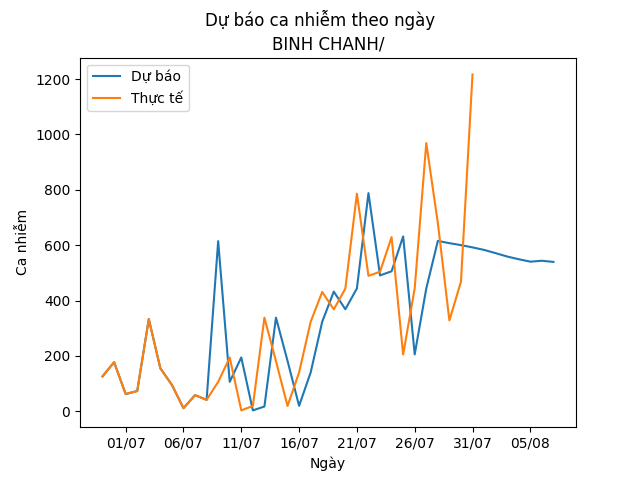 Dự báo ca nhiễm theo ngày
BINH CHANH/
Dự báo
Thực tế
Ca nhiễm
1200
1000
800
600
400
200
0
01/07 06/07 11/07 16/07 21/07 26/07 31/07 05/08
Ngày